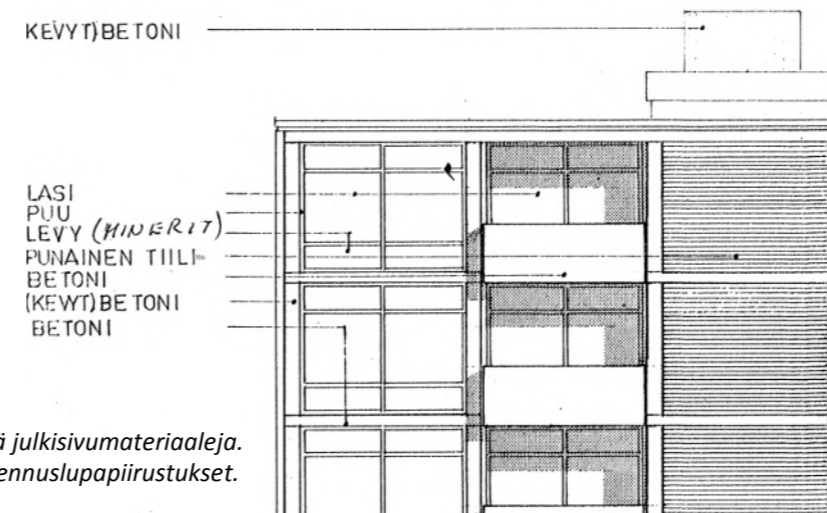 KEVYT)BETONI
LASI
PUU
LEVY (MINERIT)
PUNAINEN TIILI
BETONI
(KEVYT)BETONI
BETONI
julkisivumateriaaleja.
ennuslupapiirustukset.